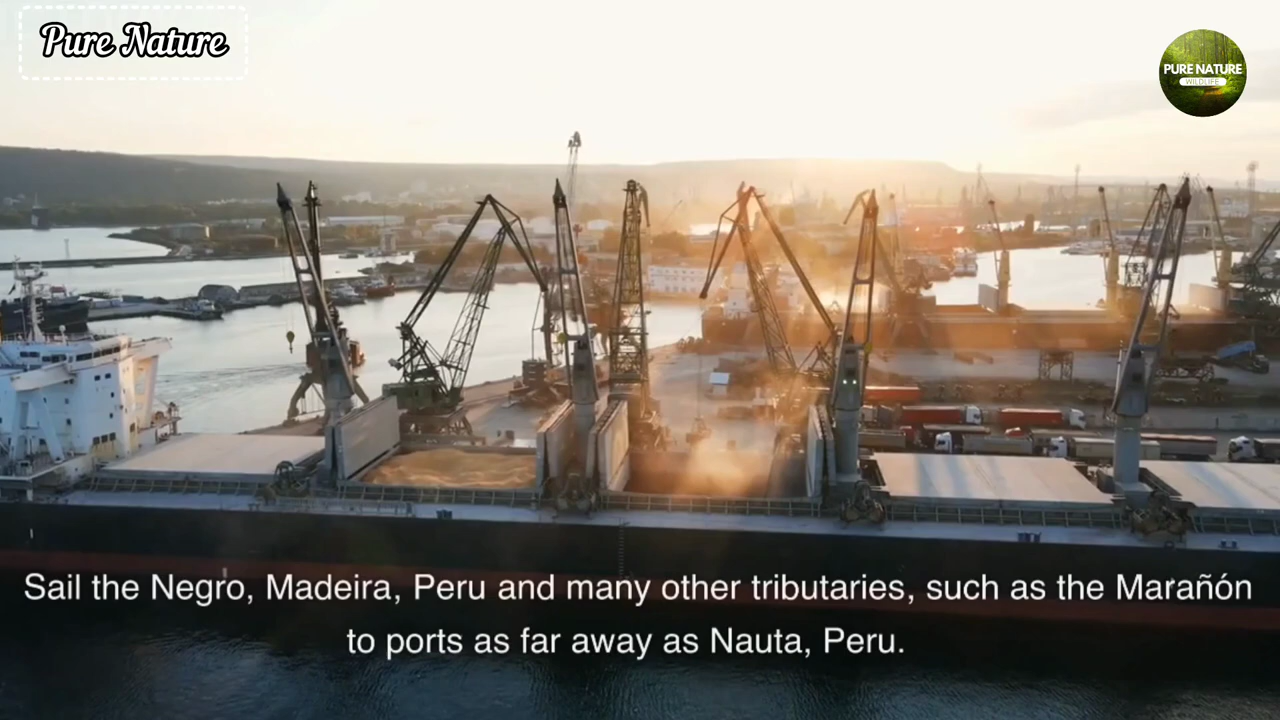 Pure Nature
PURE NATURE
WILDLIFE
Sail the Negro, Madeira, Peru and many other tributaries, such as the Marañón
to ports as far away as Nauta, Peru.